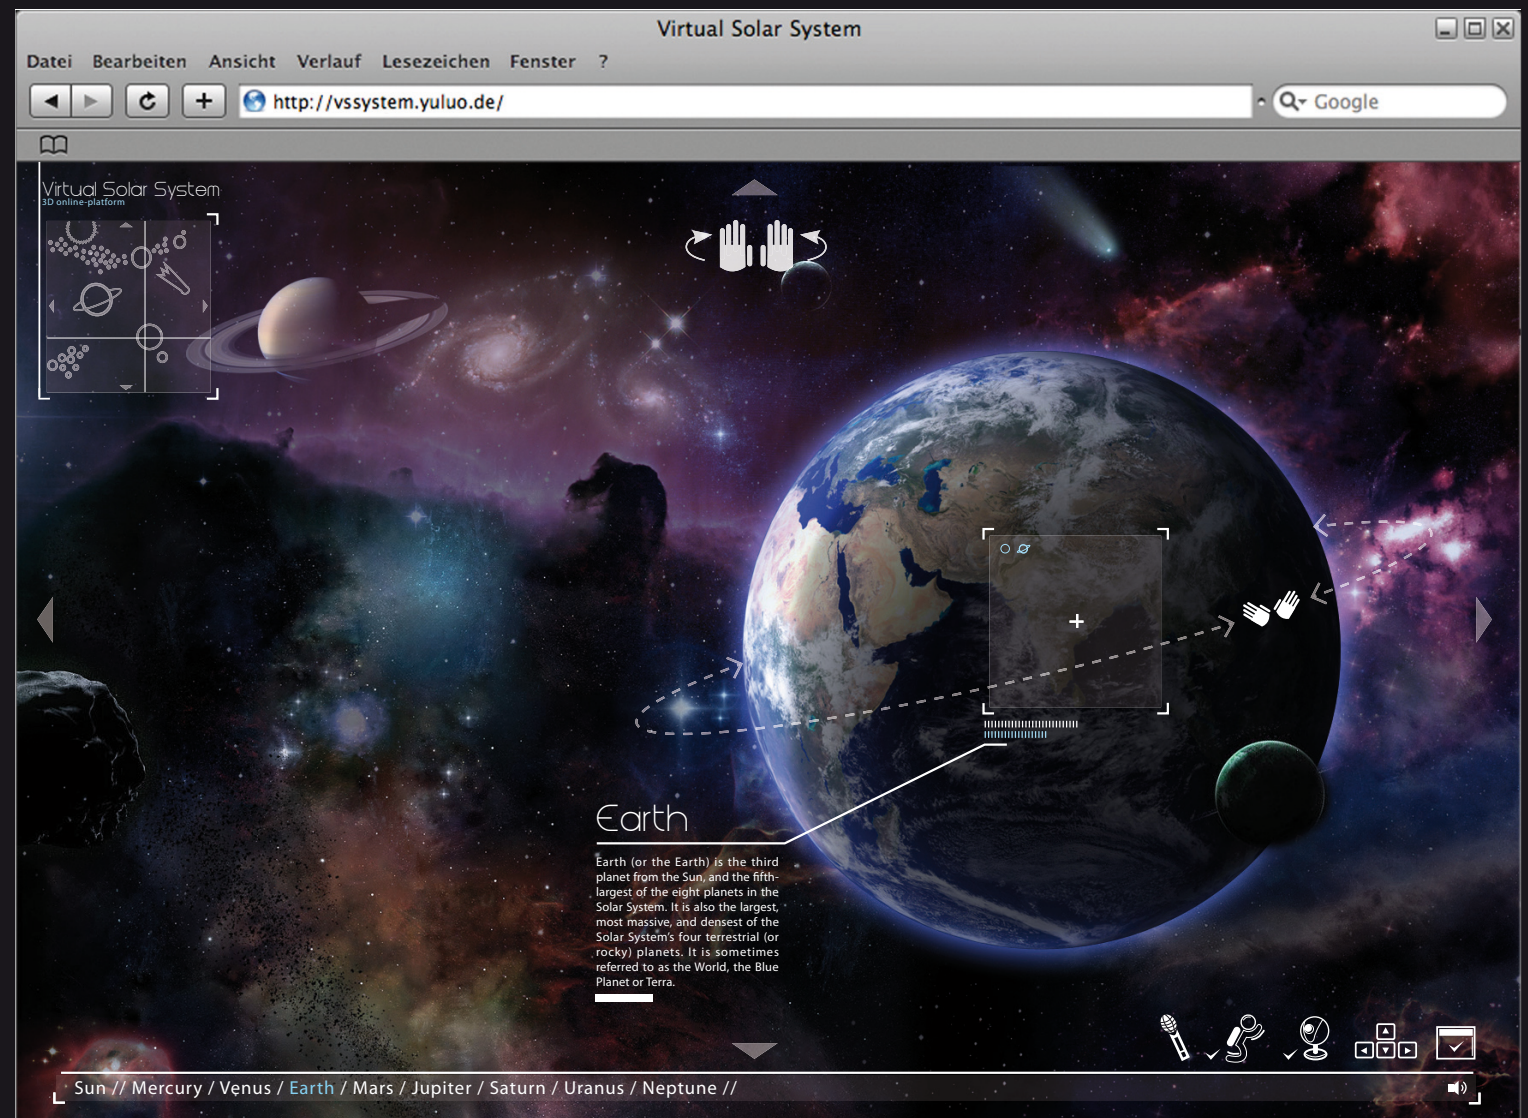 Virtual Solar System
Datei Bearbeiten Ansicht Verlauf Lesezeichen Fenster ?
http://vssystem.yuluo.de/
Google
Virtual Solar System
3D online-platform
Earth
Earth (or the Earth) is the third
planet from the Sun, and the fifth-
largest of the eight planets in the
Solar System. It is also the largest,
most massive, and densest of the
Solar System's four terrestrial (or
rocky) planets. It is sometimes
referred to as the World, the Blue
Planet or Terra.
Sun // Mercury / Venus / Earth / Mars / Jupiter / Saturn / Uranus / Neptune //